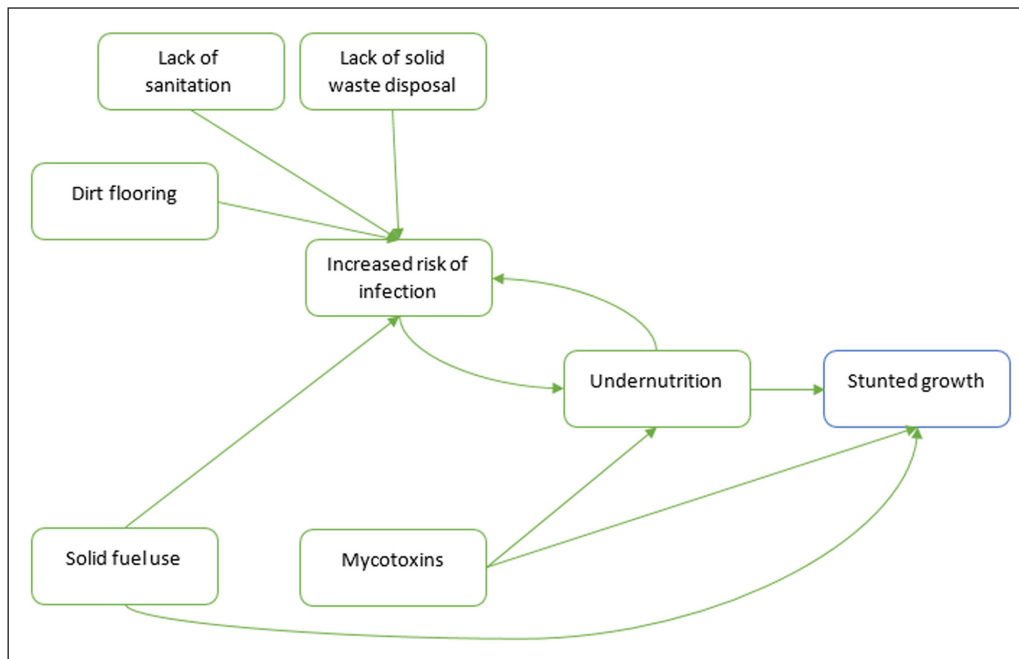 Lack of
sanitation
Lack of solid
waste disposal
Dirt flooring
Increased risk of
infection
Undernutrition
Stunted growth
Solid fuel use
Mycotoxins